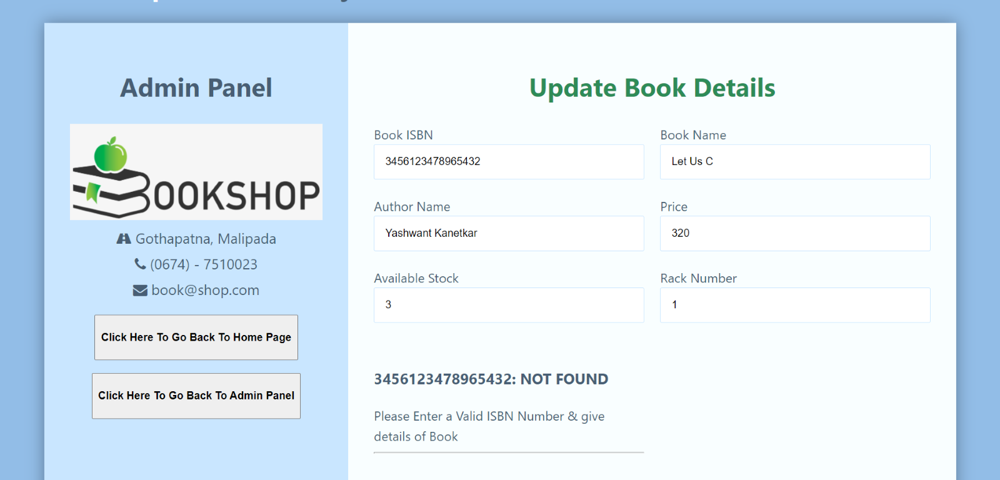 Admin Panel
BOOKSHOP
Gothapatna, Malipada
(0674) - 7510023
book@shop.com
Click Here To Go Back To Home Page
Click Here To Go Back To Admin Panel
Update Book Details
Book ISBN
3456123478965432
Book Name
Let Us C
Author Name
Yashwant Kanetkar
Price
320
Available Stock
3
Rack Number
1
3456123478965432: NOT FOUND
Please Enter a Valid ISBN Number & give
details of Book